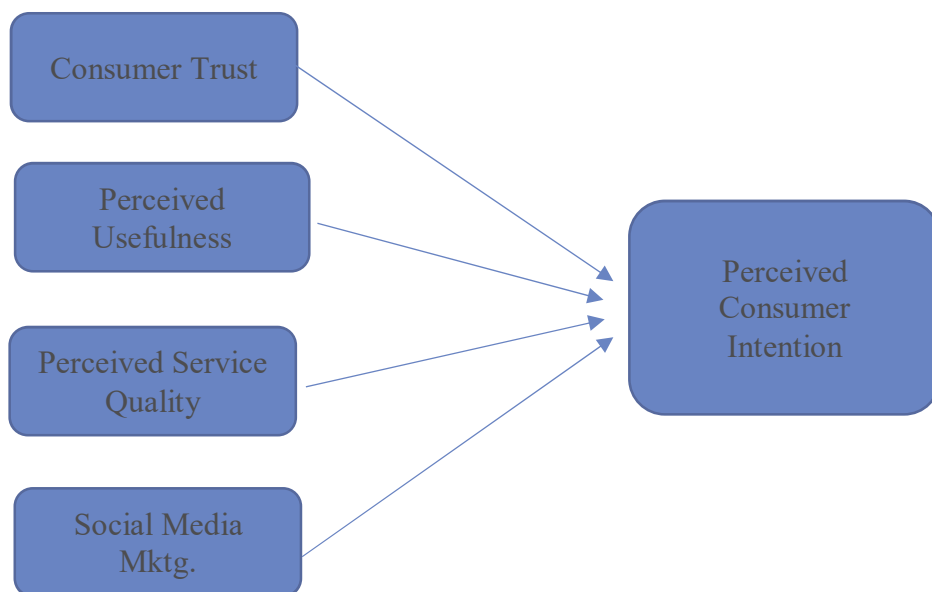 Consumer Trust
Perceived
Usefulness
Perceived Service
Quality
Social Media
Mktg.
Perceived
Consumer
Intention